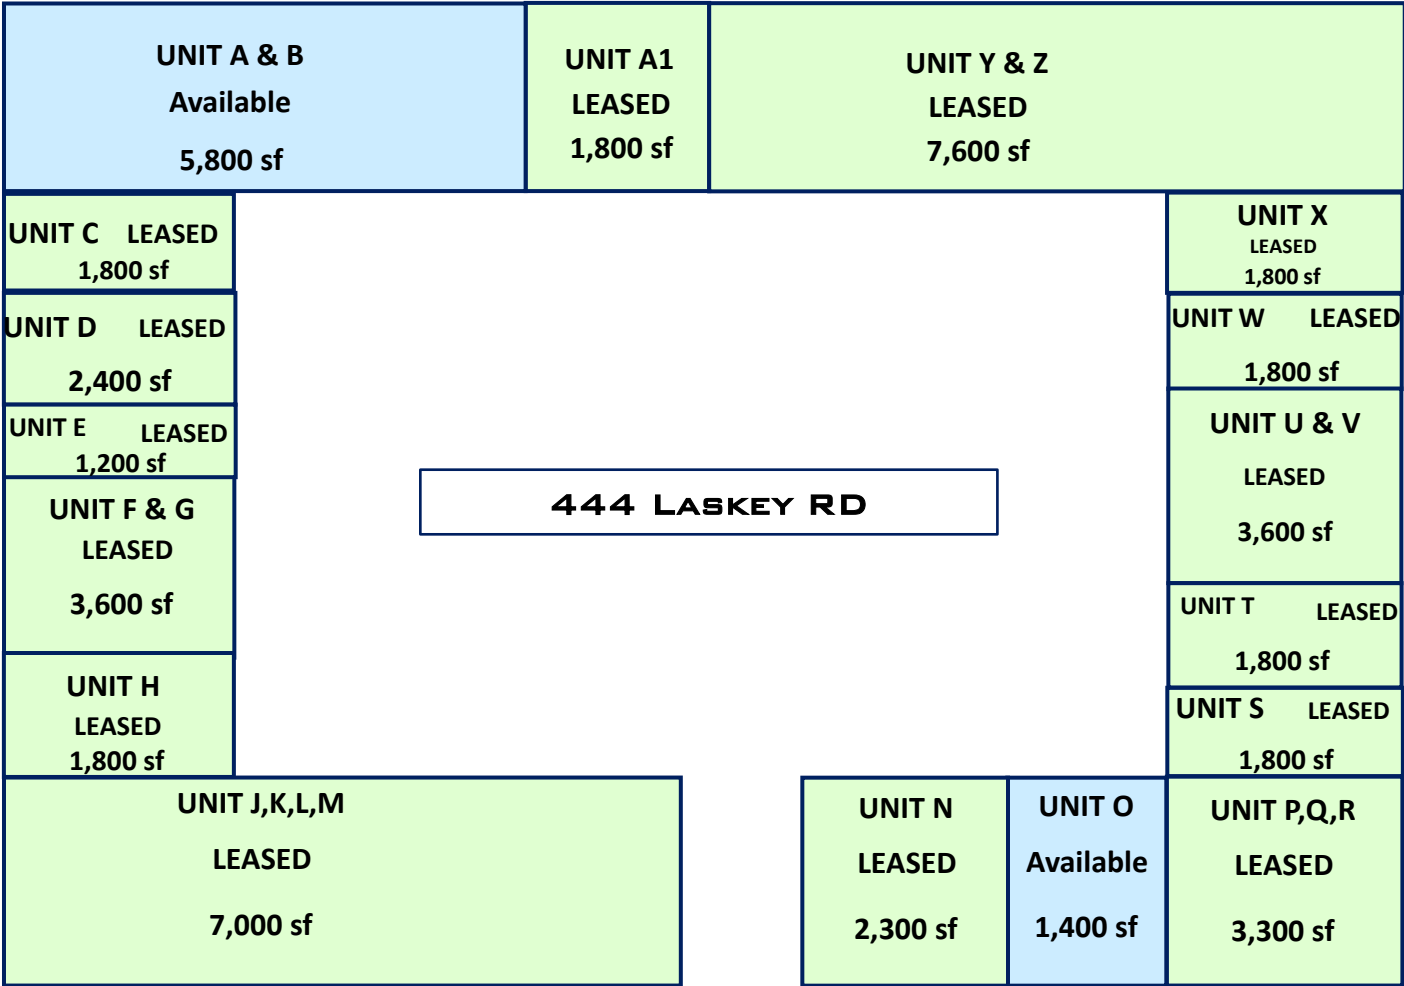 UNIT A & B
Available
5,800 sf
UNIT A1
LEASED
1,800 sf
UNIT Y & Z
LEASED
7,600 sf
UNIT C LEASED
1,800 sf
UNIT D LEASED
2,400 sf
UNIT E LEASED
1,200 sf
UNIT F & G
LEASED
3,600 sf
UNIT H
LEASED
1,800 sf
444 LASKEY RD
UNIT X
LEASED
1,800 sf
UNIT W LEASED
1,800 sf
UNIT U & V
LEASED
3,600 sf
UNIT T LEASED
1,800 sf
UNIT S LEASED
1,800 sf
UNIT J,K,L,M
LEASED
7,000 sf
UNIT N
LEASED
2,300 sf
UNIT O
Available
1,400 sf
UNIT P,Q,R
LEASED
3,300 sf